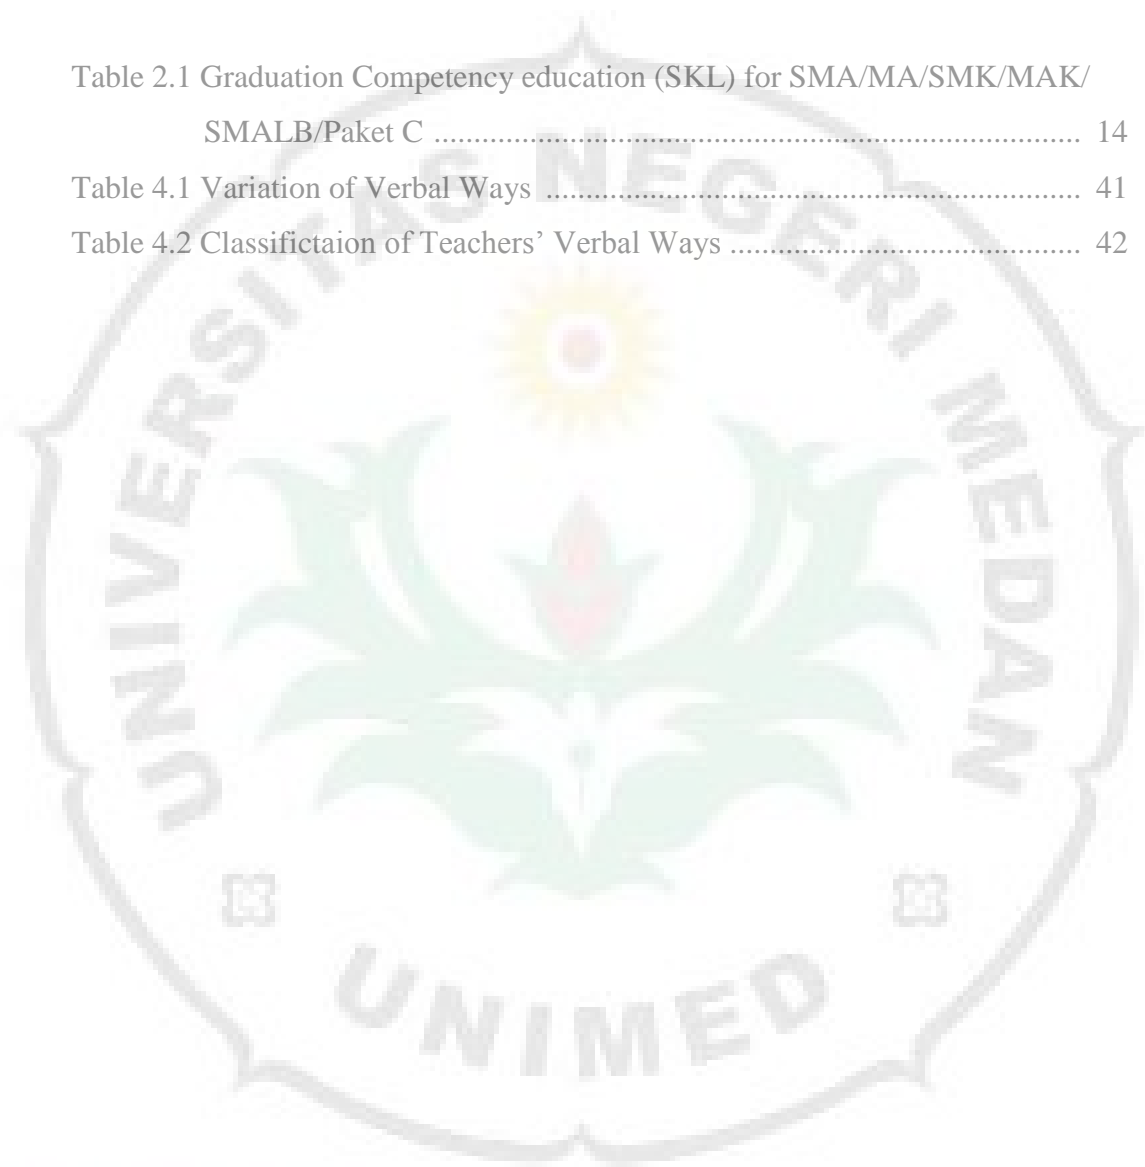 Table 2.1 Graduation Competency education (SKL) for SMA/MA/SMK/MAK/
SMALB/Paket C ................................................................................ 14
Table 4.1 Variation of Verbal Ways .................................................................. 41
Table 4.2 Classifictaion of Teachers’ Verbal Ways ........................................... 42
UNIVERSITAS NEGERI MEDAN
UNIMED